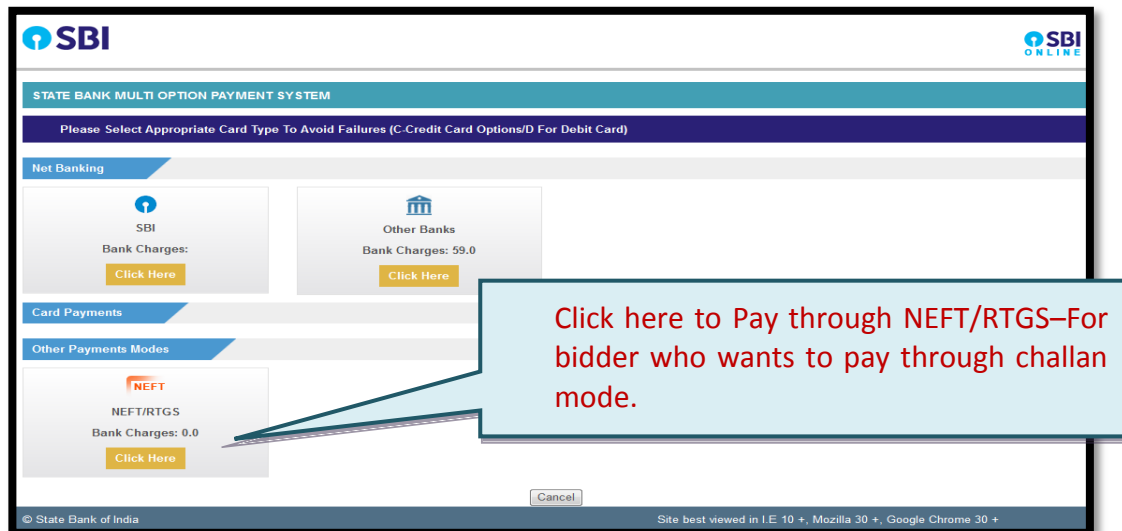 SBI
SBI
ONLINE
STATE BANK MULTI OPTION PAYMENT SYSTEM
Please Select Appropriate Card Type To Avoid Failures (C-Credit Card Options/D For Debit Card)
Net Banking
SBI
Bank Charges:
Click Here
Other Banks
Bank Charges: 59.0
Click Here
Card Payments
Other Payments Modes
NEFT
NEFT/RTGS
Bank Charges: 0.0
Click Here
Click here to Pay through NEFT/RTGS–For
bidder who wants to pay through challan
mode.
Cancel
© State Bank of India
Site best viewed in I.E 10 +, Mozilla 30 +, Google Chrome 30 +